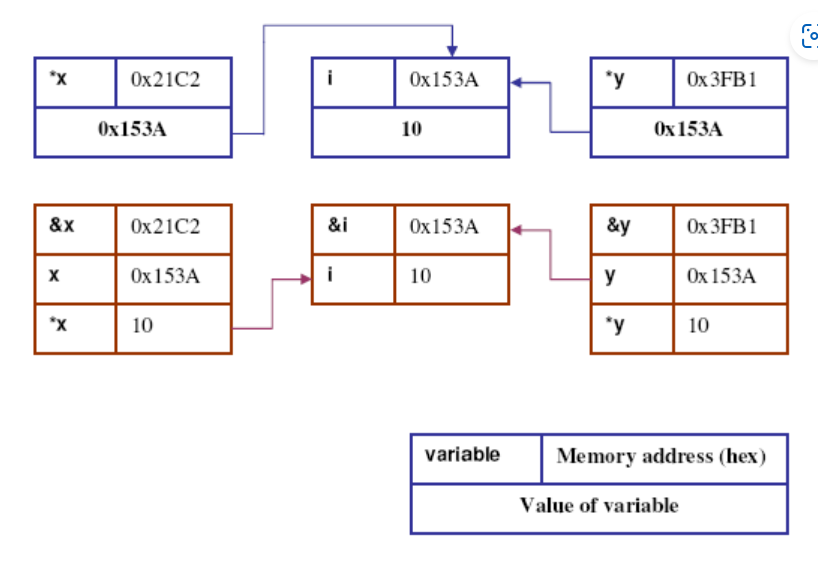 *x 0x21C2 i 0x153A *y 0x3FB1
0x153A 10 0x153A
&x 0x21C2 &i 0x153A &y 0x3FB1
x 0x153A i 10 y 0x153A
*x 10 *y 10
variable Memory address (hex)
Value of variable